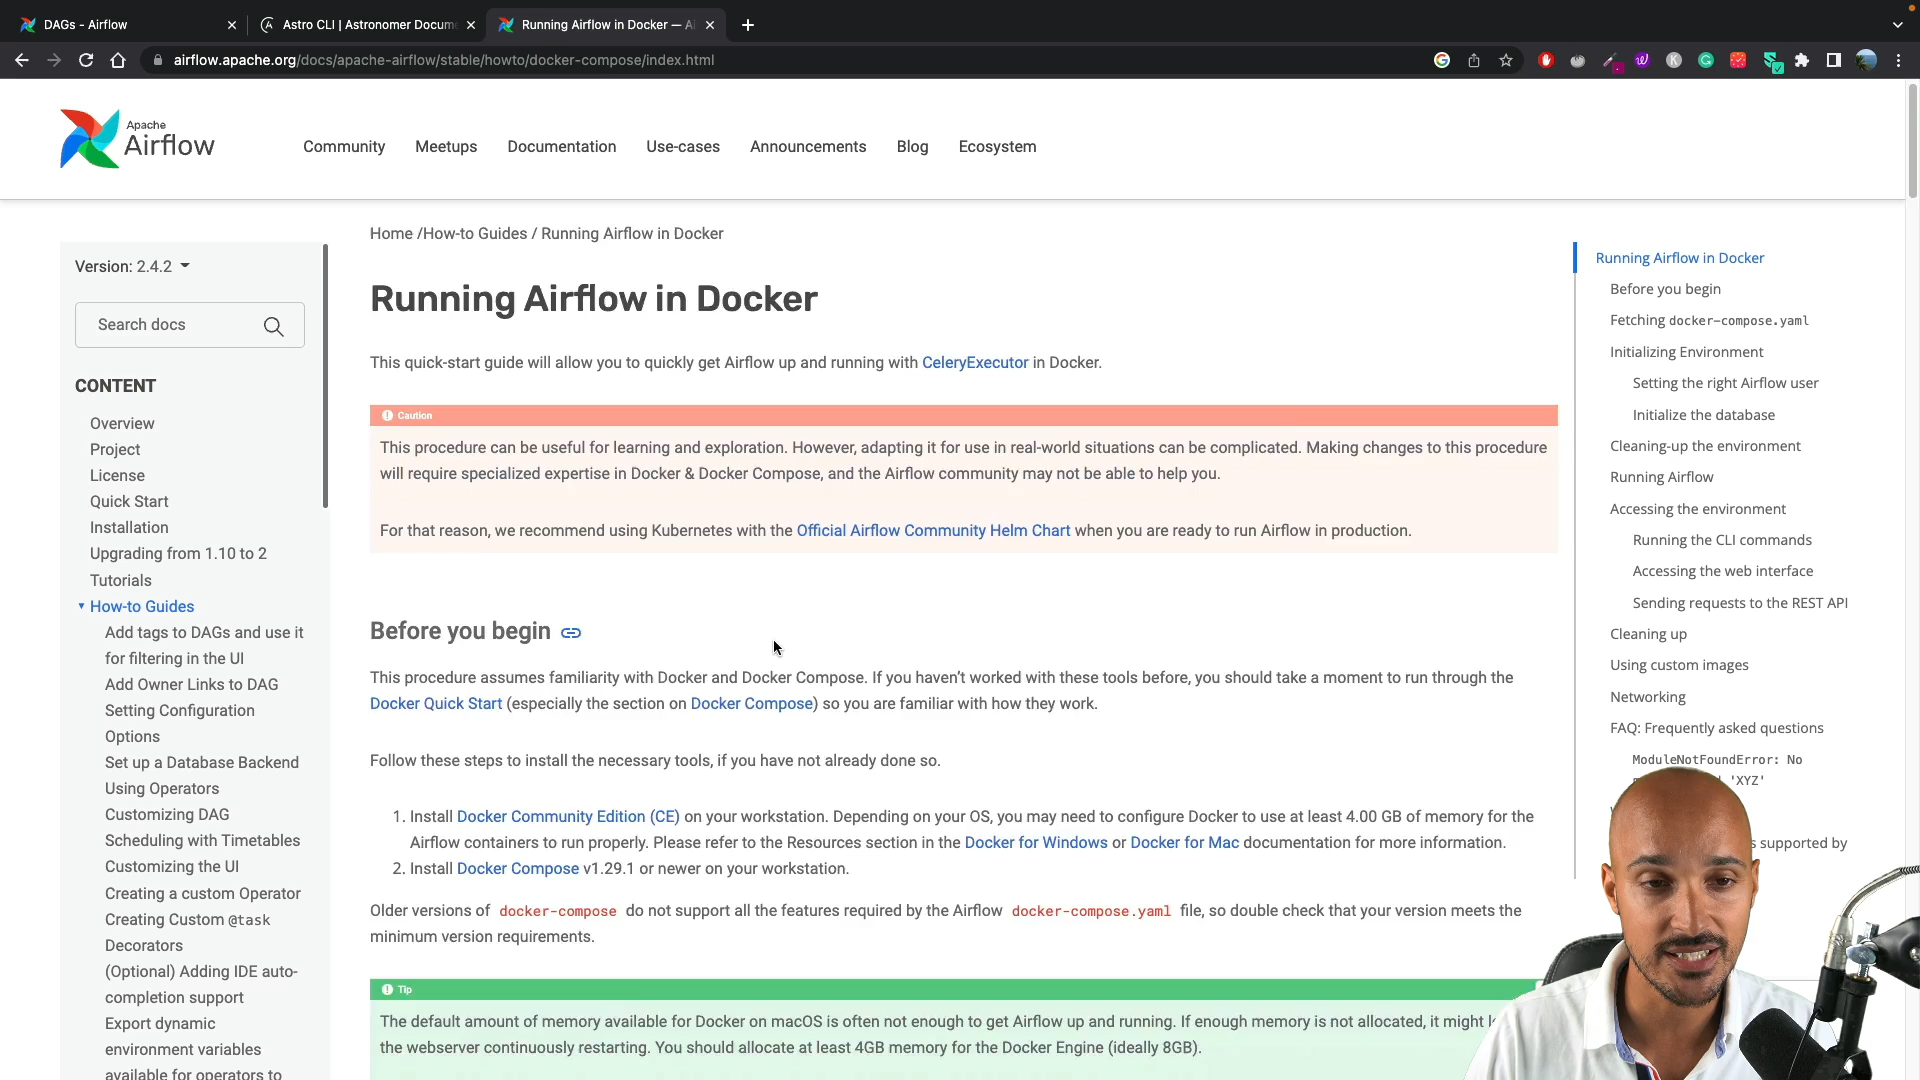 DAGs - Airflow
Astro CLI | Astronomer Docume
Running Airflow in Docker — A
airflow.apache.org/docs/apache-airflow/stable/howto/docker-compose/index.html
Apache
Airflow
Community Meetups Documentation Use-cases Announcements Blog Ecosystem
Home /How-to Guides / Running Airflow in Docker
Version: 2.4.2
Search docs
CONTENT
Overview
Project
License
Quick Start
Installation
Upgrading from 1.10 to 2
Tutorials
How-to Guides
Add tags to DAGs and use it
for filtering in the UI
Add Owner Links to DAG
Setting Configuration
Options
Set up a Database Backend
Using Operators
Customizing DAG
Scheduling with Timetables
Customizing the UI
Creating a custom Operator
Creating Custom @task
Decorators
(Optional) Adding IDE auto-
completion support
Export dynamic
environment variables
available for operators to
Running Airflow in Docker
This quick-start guide will allow you to quickly get Airflow up and running with CeleryExecutor in Docker.
Caution
This procedure can be useful for learning and exploration. However, adapting it for use in real-world situations can be complicated. Making changes to this procedure
will require specialized expertise in Docker & Docker Compose, and the Airflow community may not be able to help you.
For that reason, we recommend using Kubernetes with the Official Airflow Community Helm Chart when you are ready to run Airflow in production.
Before you begin
This procedure assumes familiarity with Docker and Docker Compose. If you haven't worked with these tools before, you should take a moment to run through the
Docker Quick Start (especially the section on Docker Compose) so you are familiar with how they work.
Follow these steps to install the necessary tools, if you have not already done so.
1. Install Docker Community Edition (CE) on your workstation. Depending on your OS, you may need to configure Docker to use at least 4.00 GB of memory for the
Airflow containers to run properly. Please refer to the Resources section in the Docker for Windows or Docker for Mac documentation for more information.
2. Install Docker Compose v1.29.1 or newer on your workstation.
Older versions of docker-compose do not support all the features required by the Airflow docker-compose.yaml file, so double check that your version meets the
minimum version requirements.
Tip
The default amount of memory available for Docker on macOS is often not enough to get Airflow up and running. If enough memory is not allocated, it might
the webserver continuously restarting. You should allocate at least 4GB memory for the Docker Engine (ideally 8GB).
Running Airflow in Docker
Before you begin
Fetching docker-compose.yaml
Initializing Environment
Setting the right Airflow user
Initialize the database
Cleaning-up the environment
Running Airflow
Accessing the environment
Running the CLI commands
Accessing the web interface
Sending requests to the REST API
Cleaning up
Using custom images
Networking
FAQ: Frequently asked questions
ModuleNotFoundError: No
'XYZ'
supported by